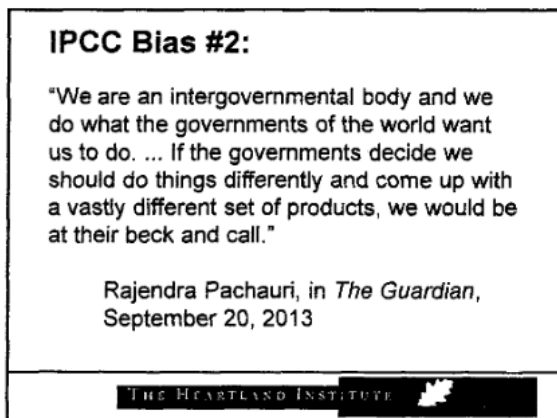 IPCC Bias #2:
"We are an intergovernmental body and we
do what the governments of the world want
us to do. ... If the governments decide we
should do things differently and come up with
a vastly different set of products, we would be
at their beck and call."
Rajendra Pachauri, in The Guardian,
September 20, 2013
THE HEARTLAND INSTITUTE